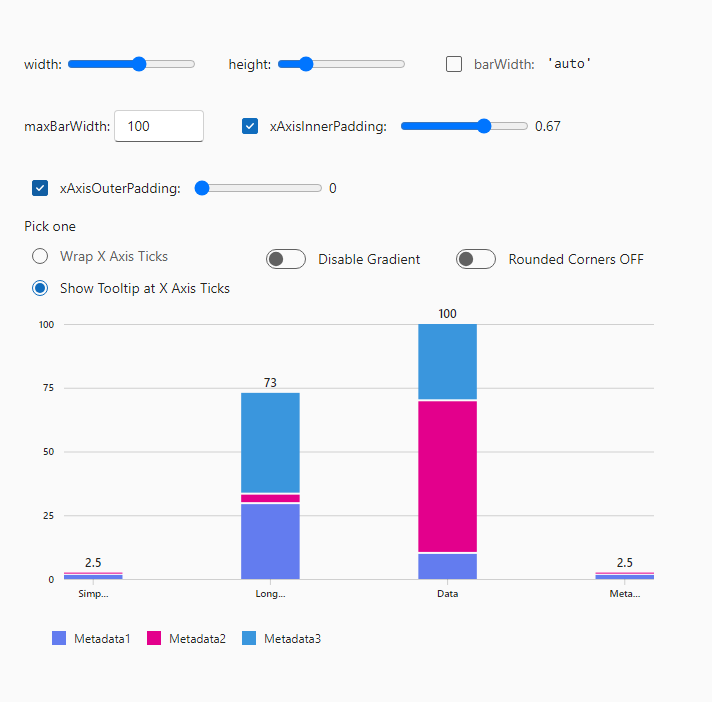 width: height: barWidth: 'auto'
maxBarWidth: 100 xAxisInnerPadding: 0.67
xAxisOuterPadding: 0
Pick one
Wrap X Axis Ticks Disable Gradient Rounded Corners OFF
Show Tooltip at X Axis Ticks
100
100
73
75
50
25
2.5 2.5
0
Simp... Long... Data Meta...
Metadata1 Metadata2 Metadata3